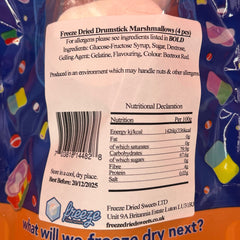 Freeze Dried Drumstick Marshmallows (4 pcs)
For allergens please see ingredients listed in BOLD
Ingredients: Glucose-Fructose Syrup, Sugar, Dextrose,
Gelling Agent: Gelatine, Flavouring, Colour: Beetroot Red.
Produced in an environment which may handle nuts & other allergens
Nutritional Declaration
Nutrition Per 100g
Energy kj/kcal
Fat 0g
of which saturates
Carbohydrates
of which Sugar
Fibre
Protein
Salt
Store in a cool, dry place.
Best Before: 20/12/2025
freeze
Freeze Dried Sweets LTD
Unit 9A Britannia Estate Luton
freezedriedsweets.co.uk
what will we freeze dry next?